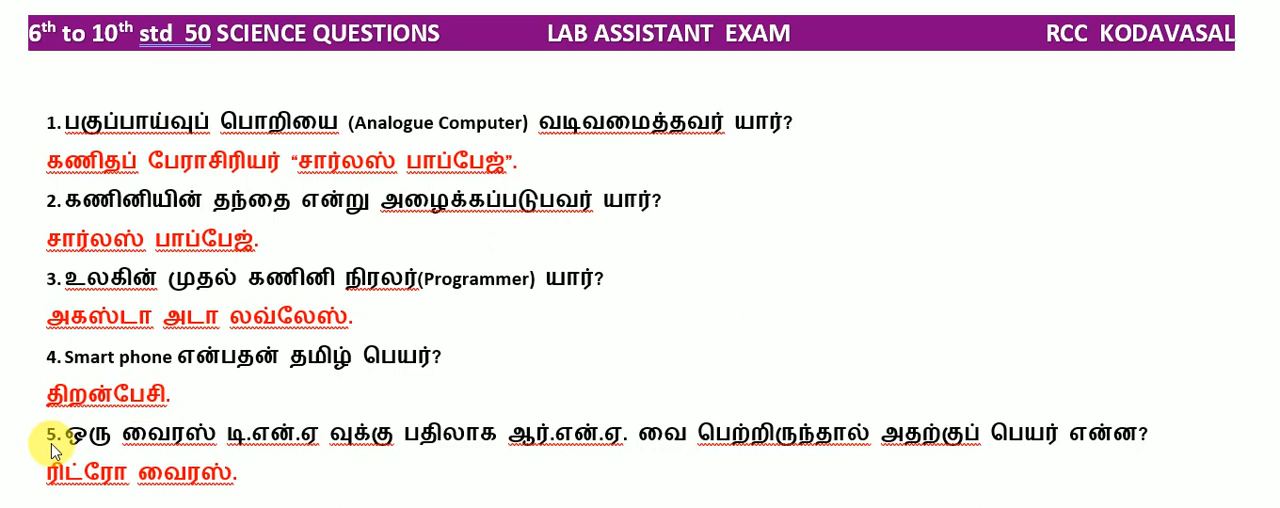 6th to 10th std 50 SCIENCE QUESTIONS LAB ASSISTANT EXAM RCC KODAVASAL
1. பகுப்பாய்வுப் பொறியை (Analogue Computer) வடிவமைத்தவர் யார்?
கணிதப் பேராசிரியர் “சார்லஸ் பாப்பேஜ்”.
2. கணினியின் தந்தை என்று அழைக்கப்படுபவர் யார்?
சார்லஸ் பாப்பேஜ்.
3. உலகின் முதல் கணினி நிரலர்(Programmer) யார்?
அகஸ்டா அடா லவ்லேஸ்.
4. Smart phone என்பதன் தமிழ் பெயர்?
திறன்பேசி.
5. ஒரு வைரஸ் டி.என்.ஏ வுக்கு பதிலாக ஆர்.என்.ஏ. வை பெற்றிருந்தால் அதற்குப் பெயர் என்ன?
ரிட்ரோ வைரஸ்.